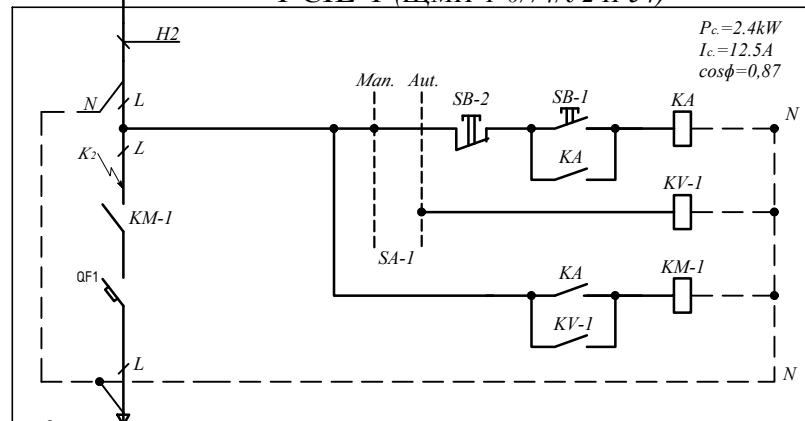 H2
Pc.=2.4kW
Ic.=12.5A
cosϕ=0,87
Man. Aut.
SB-2 SB-1 KA
N L N
L
K2
KA
KV-1
KM-1
SA-1
KA KM-1
QF1
KV-1
L
N